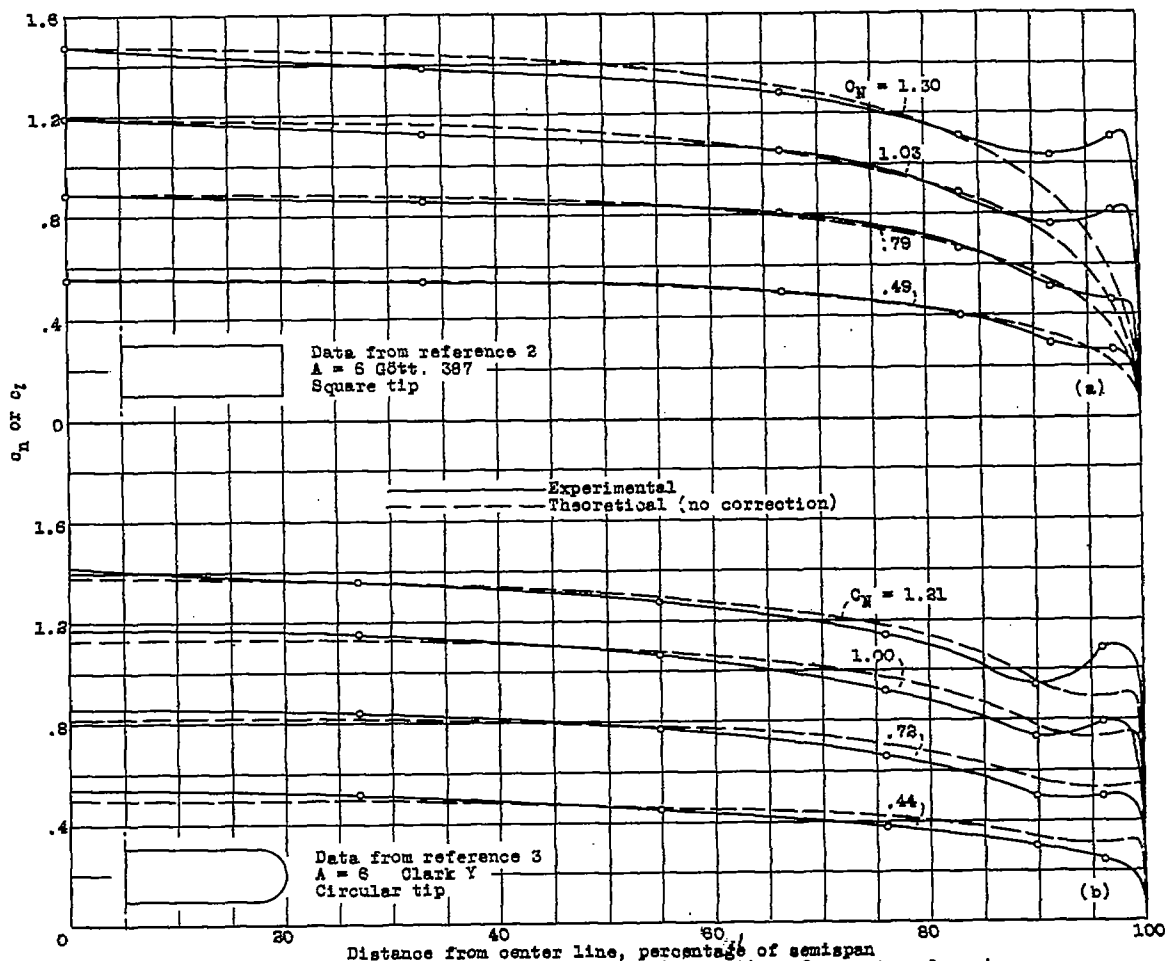 1.6
1.2
.8
.4
0
C_N = 1.30
1.03
.79
.49
Data from reference 2
A = 6 Gött. 387
Square tip
(a)
c_n or c_l
Experimental
Theoretical (no correction)
1.6
1.2
.8
.4
C_N = 1.21
1.00
.72
.44
Data from reference 3
A = 6 Clark Y
Circular tip
(b)
0 20 40 60 80 100
Distance from center line, percentage of semispan